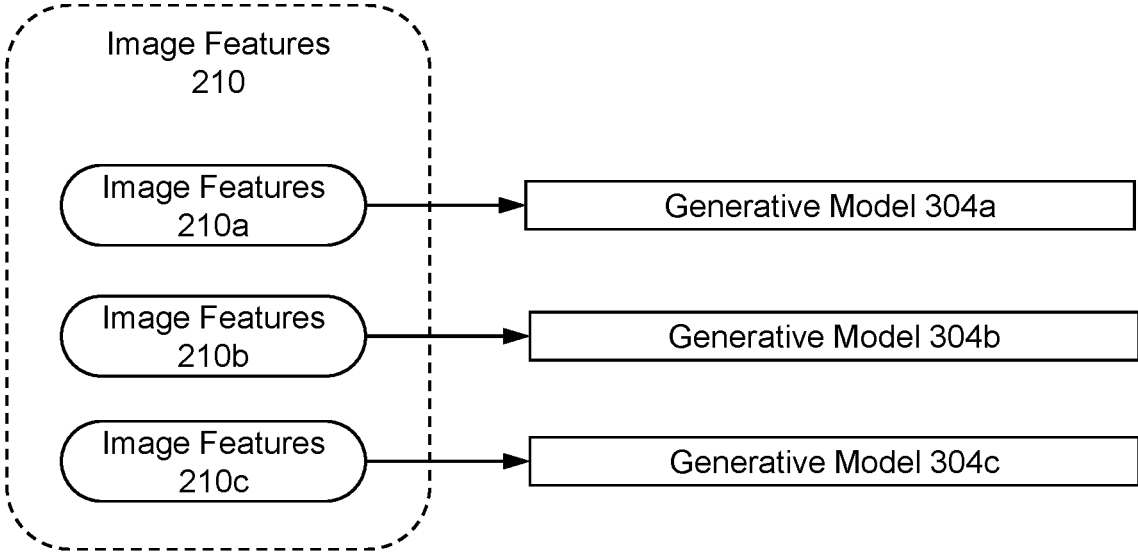 Image Features
210
Image Features
210a
Generative Model 304a
Image Features
210b
Generative Model 304b
Image Features
210c
Generative Model 304c